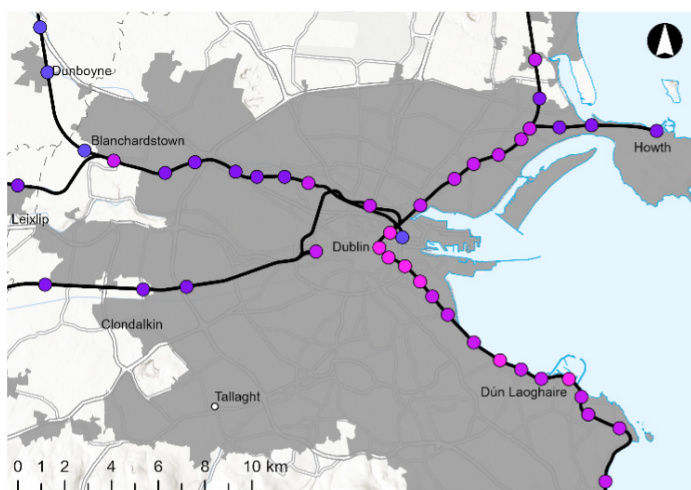 Dunboyne
Blanchardstown
Howth
Leixlip
Dublin
Clondalkin
Dún Laoghaire
Tallaght
0 1 2 4 6 8 10 km